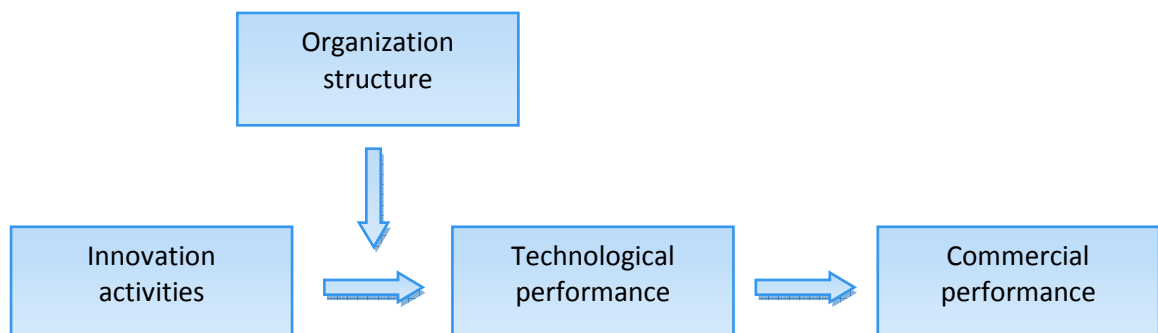 Organization
structure
Innovation
activities
Technological
performance
Commercial
performance